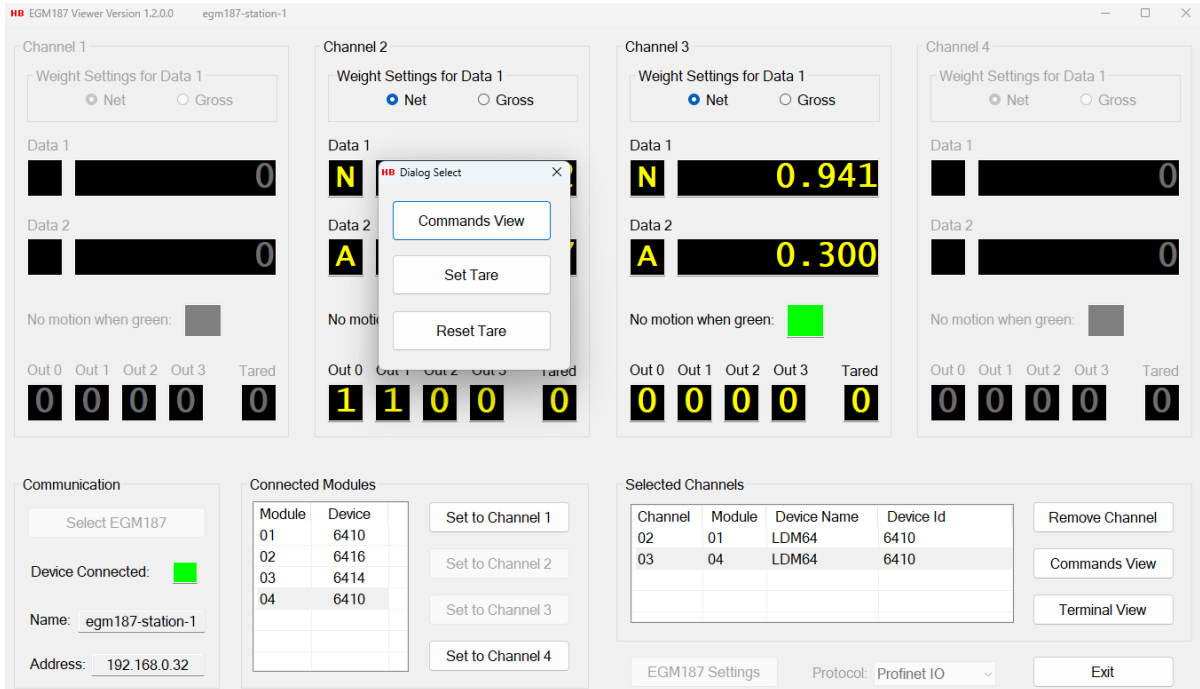 HB EGM187 Viewer Version 1.2.0.0 egm187-station-1
Channel 1
Weight Settings for Data 1
Net Gross
Data 1
0
Data 2
0
No motion when green:
Out 0 Out 1 Out 2 Out 3 Tared
0 0 0 0 0
Channel 2
Weight Settings for Data 1
Net Gross
Data 1
N
Data 2
A
No moti
Out 0 Out 1 Out 2 Out 3 Tared
1 1 0 0 0
HB Dialog Select
Commands View
Set Tare
Reset Tare
Channel 3
Weight Settings for Data 1
Net Gross
Data 1
N 0.941
Data 2
A 0.300
No motion when green:
Out 0 Out 1 Out 2 Out 3 Tared
0 0 0 0 0
Channel 4
Weight Settings for Data 1
Net Gross
Data 1
0
Data 2
0
No motion when green:
Out 0 Out 1 Out 2 Out 3 Tared
0 0 0 0 0
Communication
Select EGM187
Device Connected:
Name: egm187-station-1
Address: 192.168.0.32
Connected Modules
Module Device
01 6410
02 6416
03 6414
04 6410
Set to Channel 1
Set to Channel 2
Set to Channel 3
Set to Channel 4
Selected Channels
Channel Module Device Name Device Id
02 01 LDM64 6410
03 04 LDM64 6410
Remove Channel
Commands View
Terminal View
EGM187 Settings
Protocol: Profinet IO
Exit